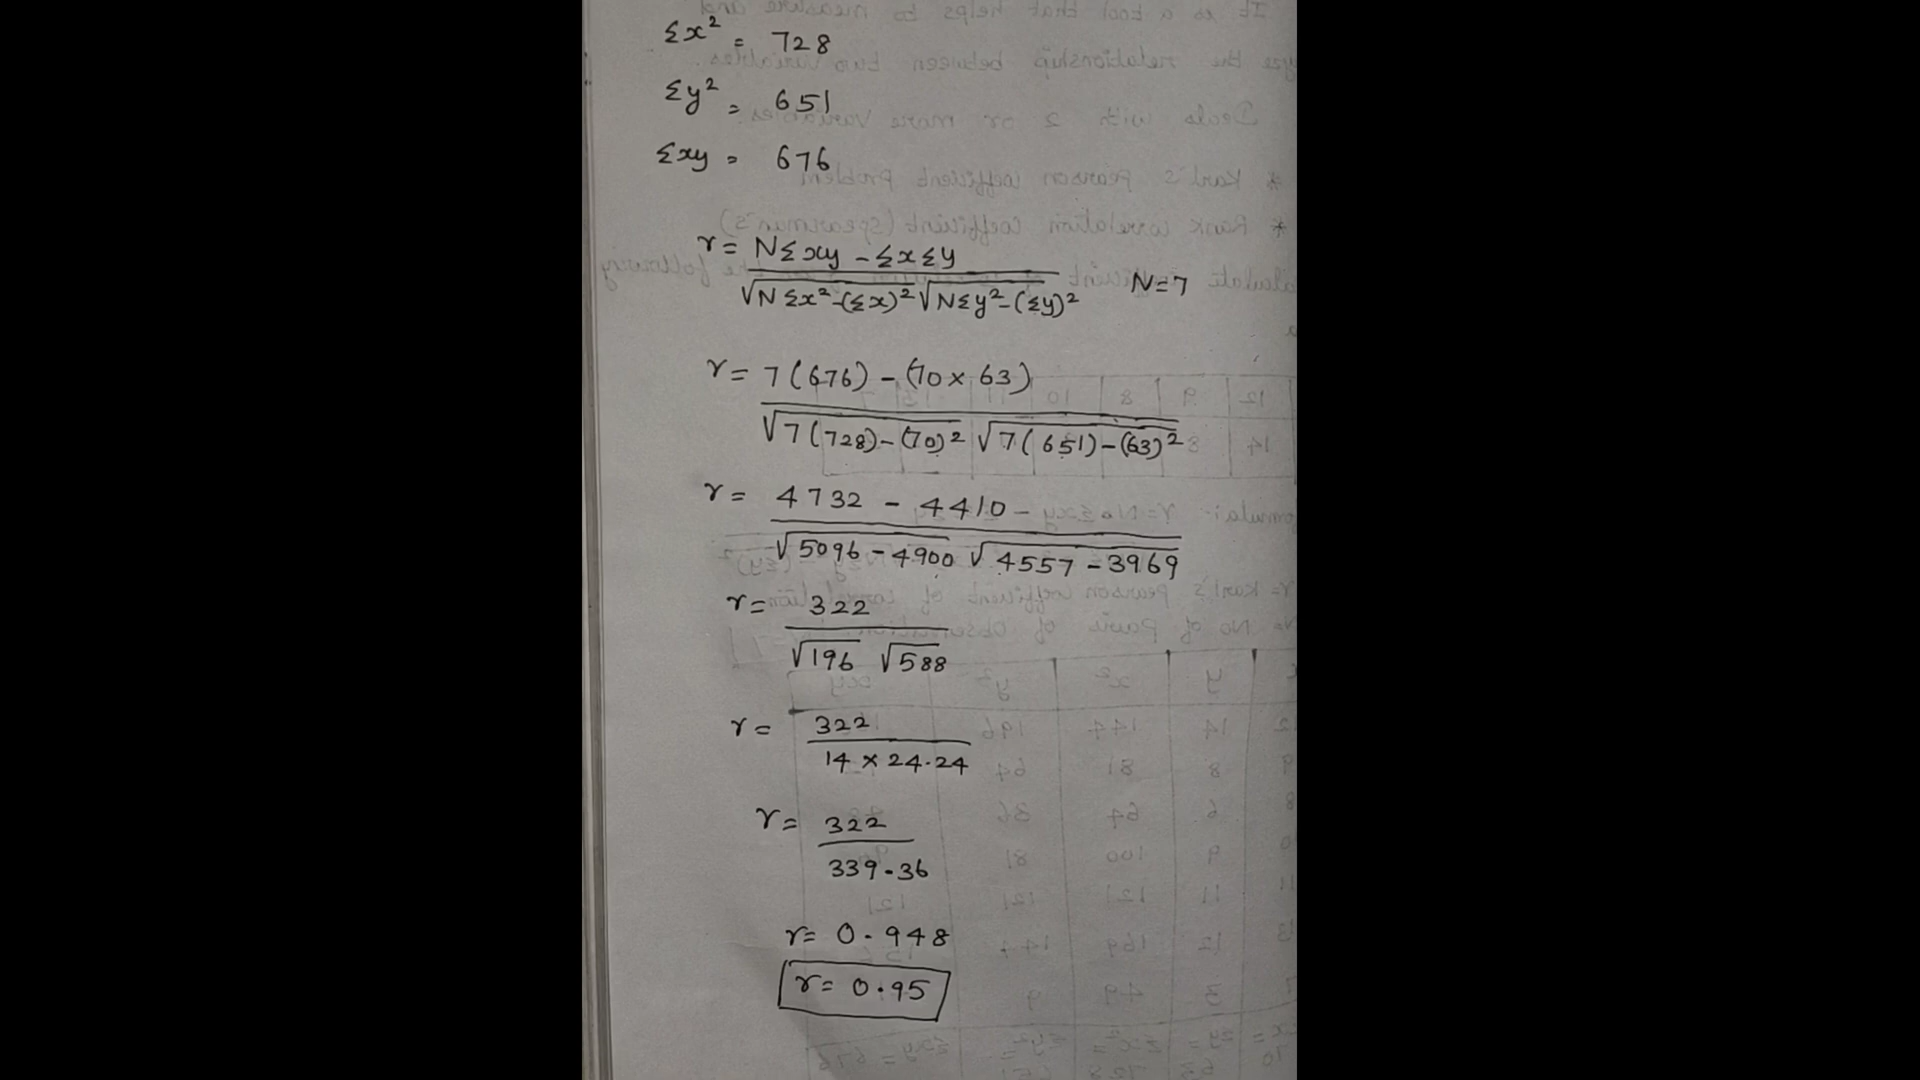 Σx² = 728
Σy² = 651
Σxy = 676
r = NΣxy - ΣxΣy
√NΣx²-(Σx)² √NΣy²-(Σy)² N=7
r = 7(676) - (70 x 63)
√7(728)-(70)² √7(651)-(63)²
r = 4732 - 4410
√5096-4900 √4557-3969
r = 322
√196 √588
r = 322
14 x 24.24
r = 322
339.36
r = 0.948
r = 0.95